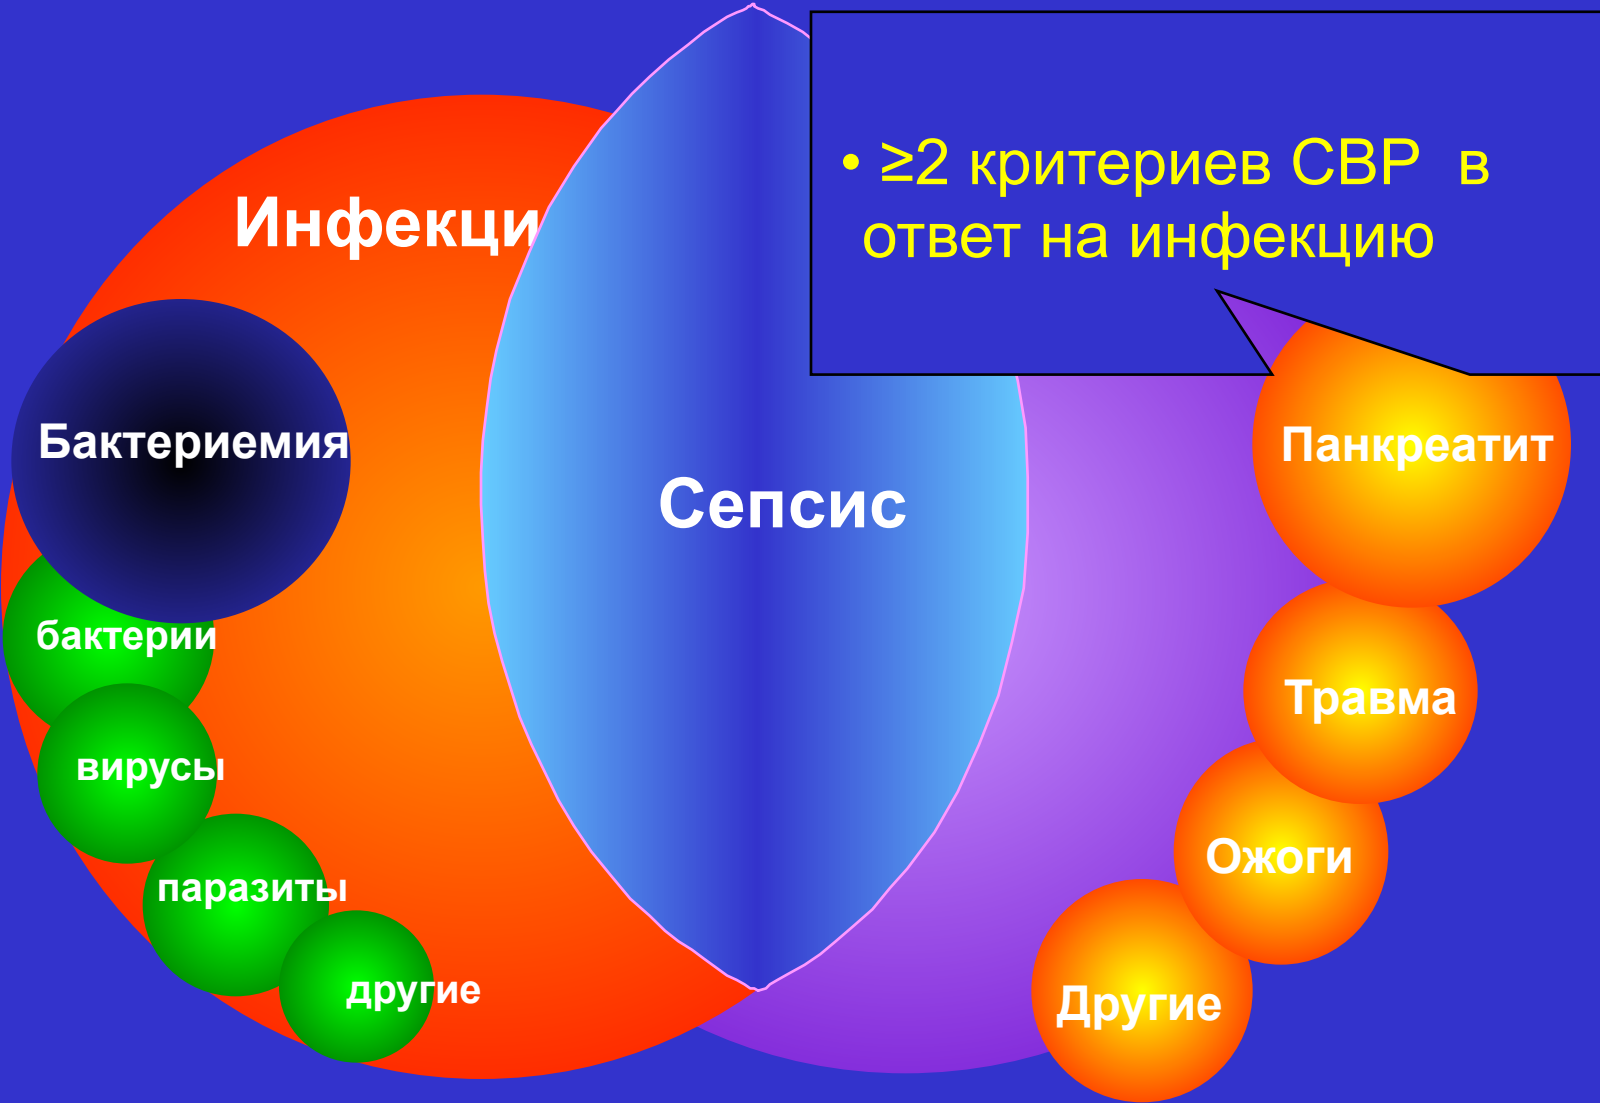 • ≥2 критериев СВР в
ответ на инфекцию
Инфекци
Бактериемия
бактерии
вирусы
паразиты
другие
Сепсис
Панкреатит
Травма
Ожоги
Другие